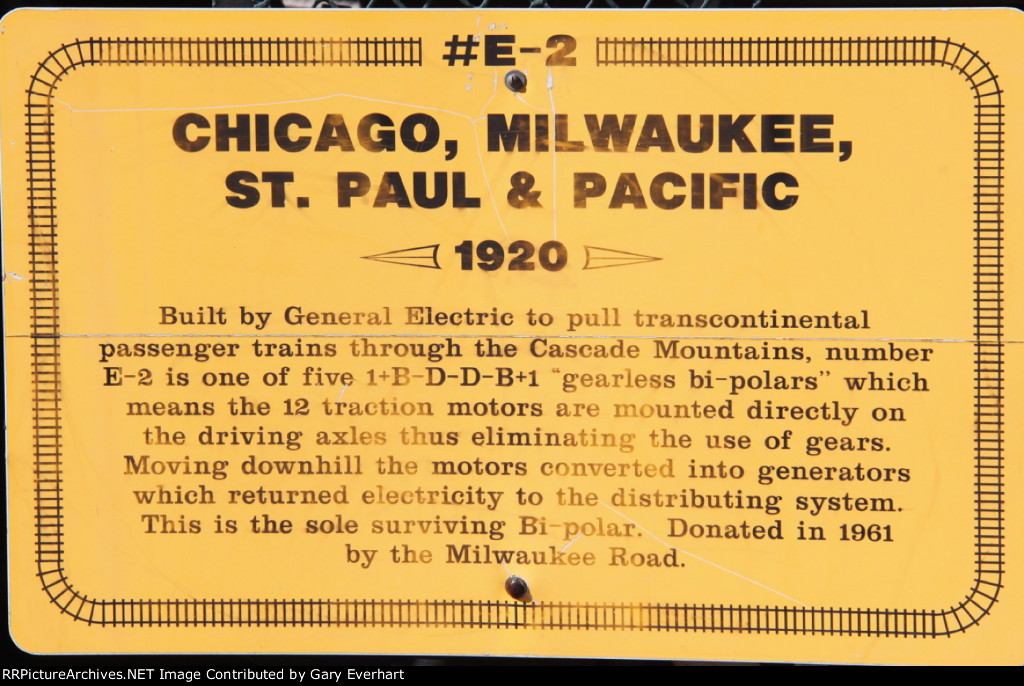 #E-2
CHICAGO, MILWAUKEE,
ST. PAUL & PACIFIC
1920
Built by General Electric to pull transcontinental
passenger trains through the Cascade Mountains, number
E-2 is one of five 1+B-D-D-B+1 "gearless bi-polars" which
means the 12 traction motors are mounted directly on
the driving axles thus eliminating the use of gears.
Moving downhill the motors converted into generators
which returned electricity to the distributing system.
This is the sole surviving Bi-polar. Donated in 1961
by the Milwaukee Road.
RRPictureArchives.NET Image Contributed by Gary Everhart